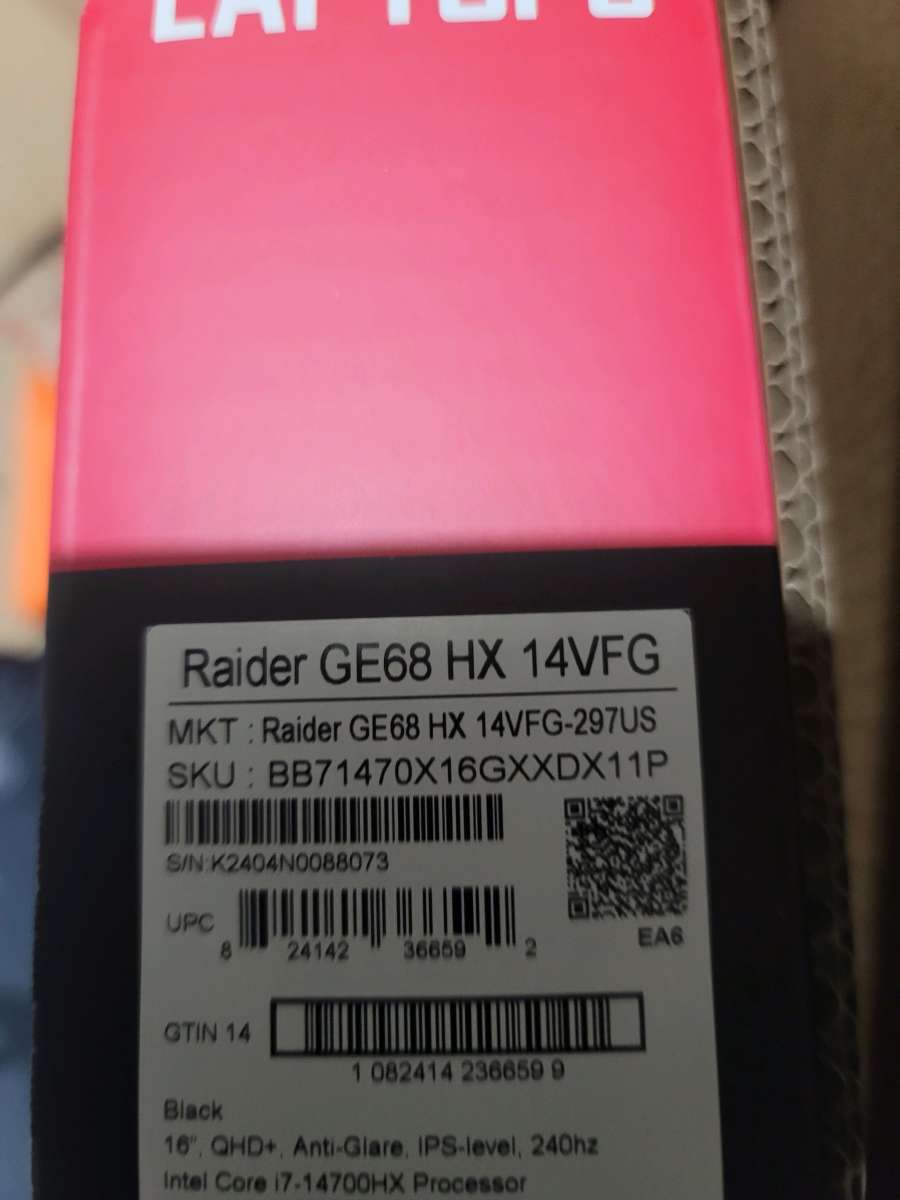 LAPTOPS
Raider GE68 HX 14VFG
MKT : Raider GE68 HX 14VFG-297US
SKU : BB71470X16GXXDX11P
S/N:K2404N0088073
UPC
8 24142 36659 2
EA6
GTIN 14
1 082414 236659 9
Black
16", QHD+, Anti-Glare, IPS-level, 240hz
Intel Core i7-14700HX Processor